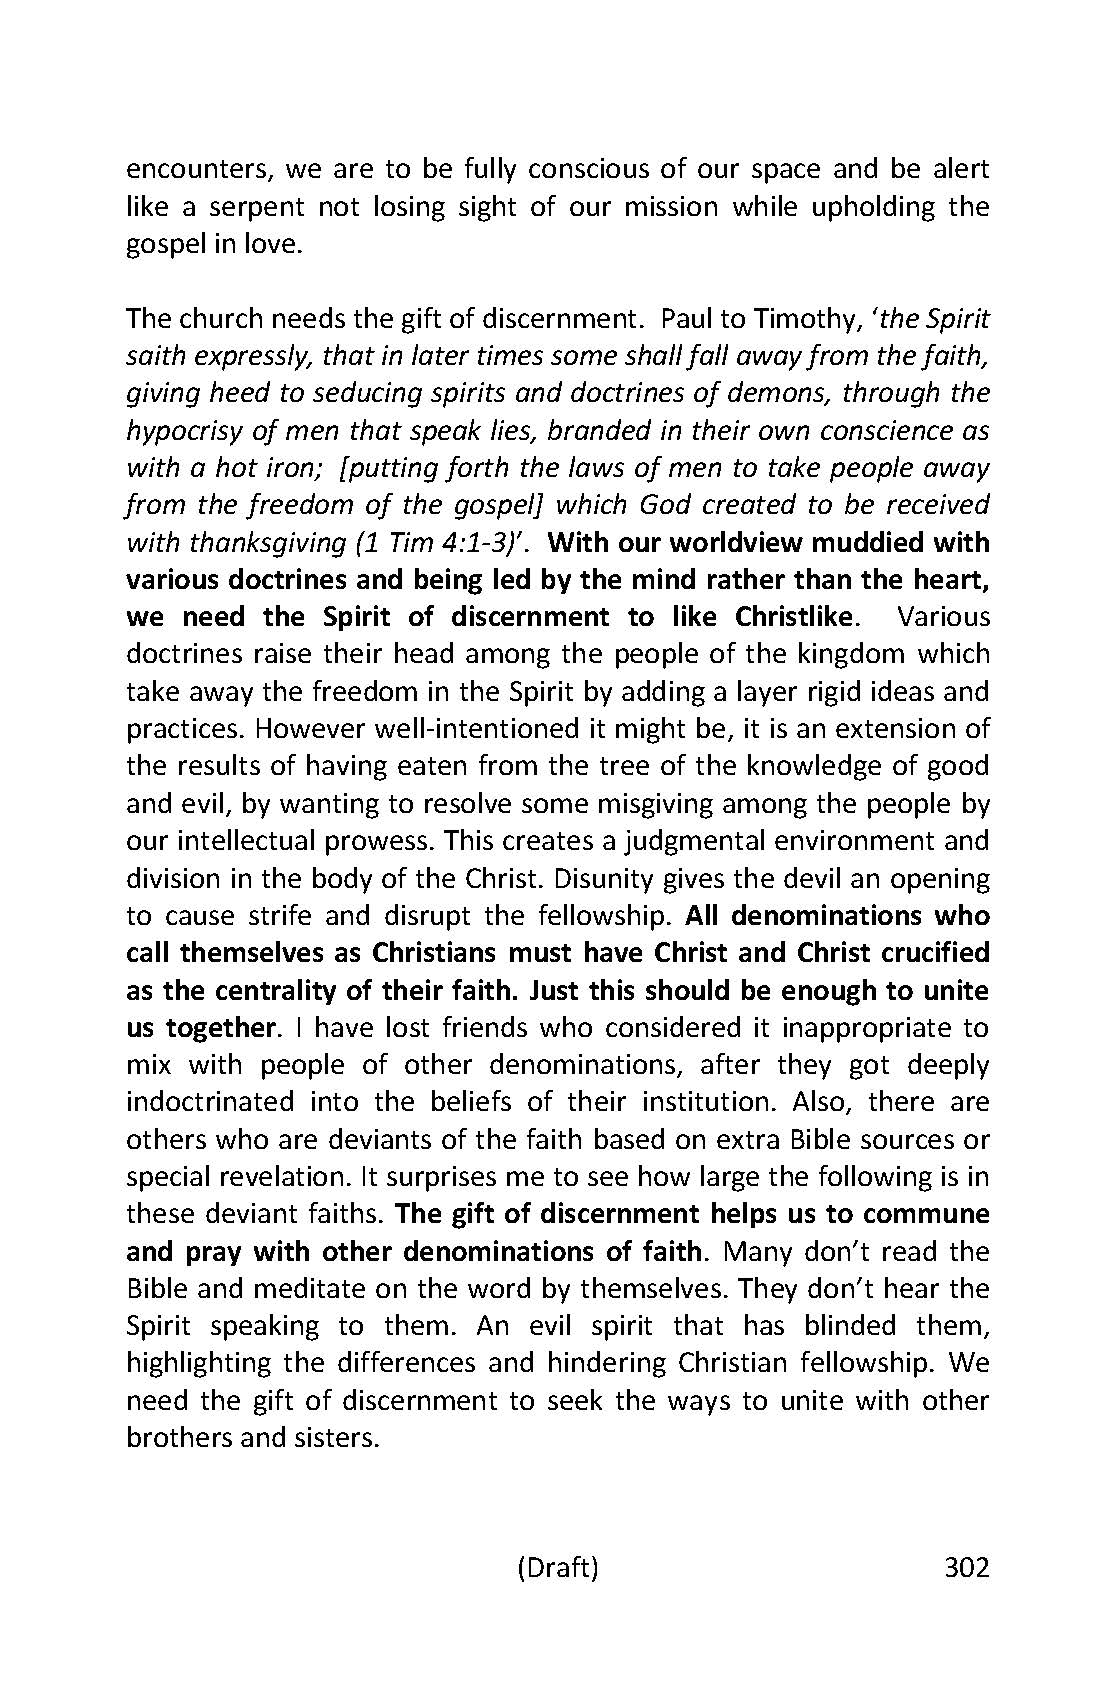 encounters, we are to be fully conscious of our space and be alert
like a serpent not losing sight of our mission while upholding the
gospel in love.
The church needs the gift of discernment.  Paul to Timothy, ‘the Spirit
saith expressly, that in later times some shall fall away from the faith,
giving heed to seducing spirits and doctrines of demons, through the
hypocrisy of men that speak lies, branded in their own conscience as
with a hot iron;  [putting forth the laws of men to take people away
from the freedom of the gospel] which God created to be received
with thanksgiving (1 Tim 4:1-3)’.  With our worldview muddied with
various doctrines and being led by the mind rather than the heart,
we need the Spirit of discernment to like Christlike.  Various
doctrines raise their head among the people of the kingdom which
take away the freedom in the Spirit by adding a layer rigid ideas and
practices. However well-intentioned it might be, it is an extension of
the results of having eaten from the tree of the knowledge of good
and evil, by wanting to resolve some misgiving among the people by
our intellectual prowess. This creates a judgmental environment and
division in the body of the Christ. Disunity gives the devil an opening
to cause strife and disrupt the fellowship. All denominations who
call themselves as Christians must have Christ and Christ crucified
as the centrality of their faith. Just this should be enough to unite
us together. I have lost friends who considered it inappropriate to
mix with people of other denominations, after they got deeply
indoctrinated into the beliefs of their institution. Also, there are
others who are deviants of the faith based on extra Bible sources or
special revelation. It surprises me to see how large the following is in
these deviant faiths. The gift of discernment helps us to commune
and pray with other denominations of faith. Many don’t read the
Bible and meditate on the word by themselves. They don’t hear the
Spirit speaking to them. An evil spirit that has blinded them,
highlighting the differences and hindering Christian fellowship. We
need the gift of discernment to seek the ways to unite with other
brothers and sisters.
(Draft) 302